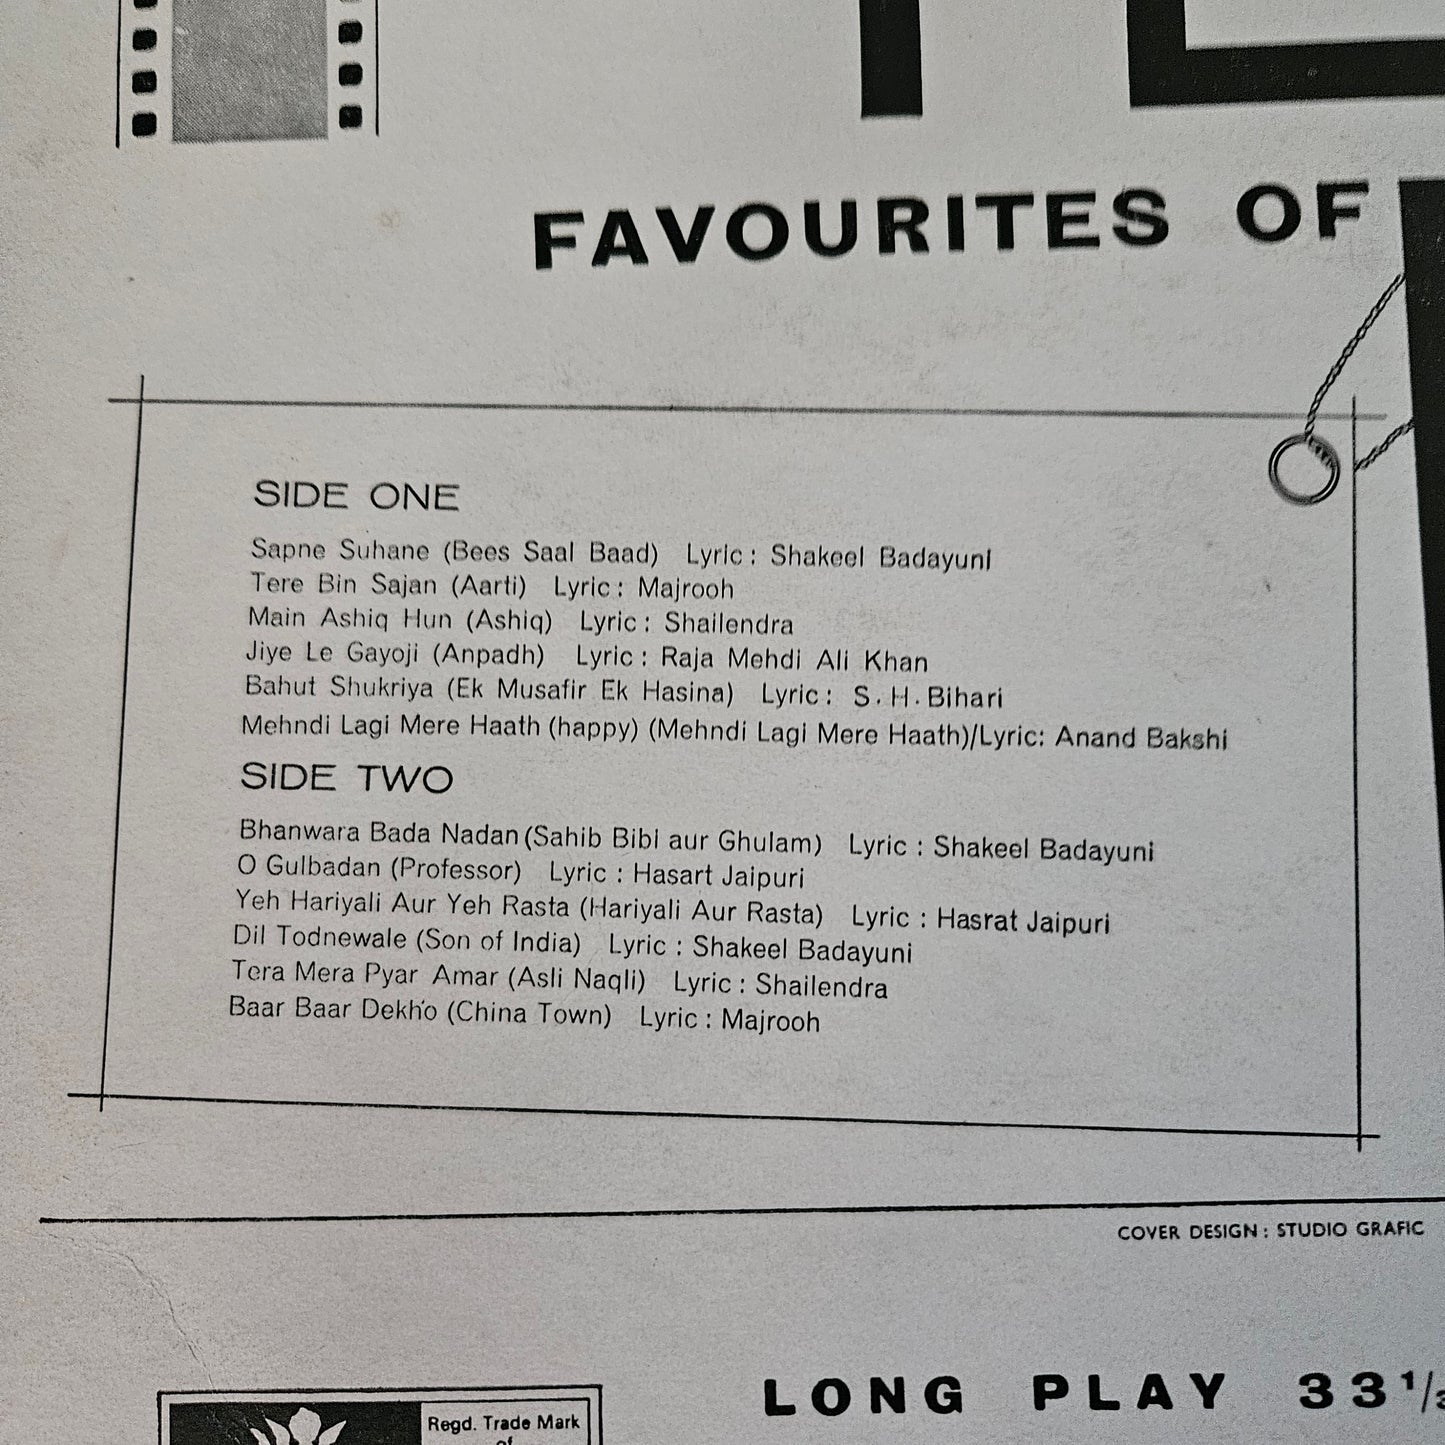 FAVOURITES OF
SIDE ONE
Sapne Suhane (Bees Saal Baad) Lyric : Shakeel Badayuni
Tere Bin Sajan (Aarti) Lyric : Majrooh
Main Ashiq Hun (Ashiq) Lyric : Shailendra
Jiye Le Gayoji (Anpadh) Lyric : Raja Mehdi Ali Khan
Bahut Shukriya (Ek Musafir Ek Hasina) Lyric : S. H. Bihari
Mehndi Lagi Mere Haath (happy) (Mehndi Lagi Mere Haath)/Lyric: Anand Bakshi
SIDE TWO
Bhanwara Bada Nadan (Sahib Bibi aur Ghulam) Lyric : Shakeel Badayuni
O Gulbadan (Professor) Lyric : Hasart Jaipuri
Yeh Hariyali Aur Yeh Rasta (Hariyali Aur Rasta) Lyric : Hasrat Jaipuri
Dil Todnewale (Son of India) Lyric : Shakeel Badayuni
Tera Mera Pyar Amar (Asli Naqli) Lyric : Shailendra
Baar Baar Dekho (China Town) Lyric : Majrooh
COVER DESIGN : STUDIO GRAFIC
LONG PLAY 33 1/3
Regd. Trade Mark
of